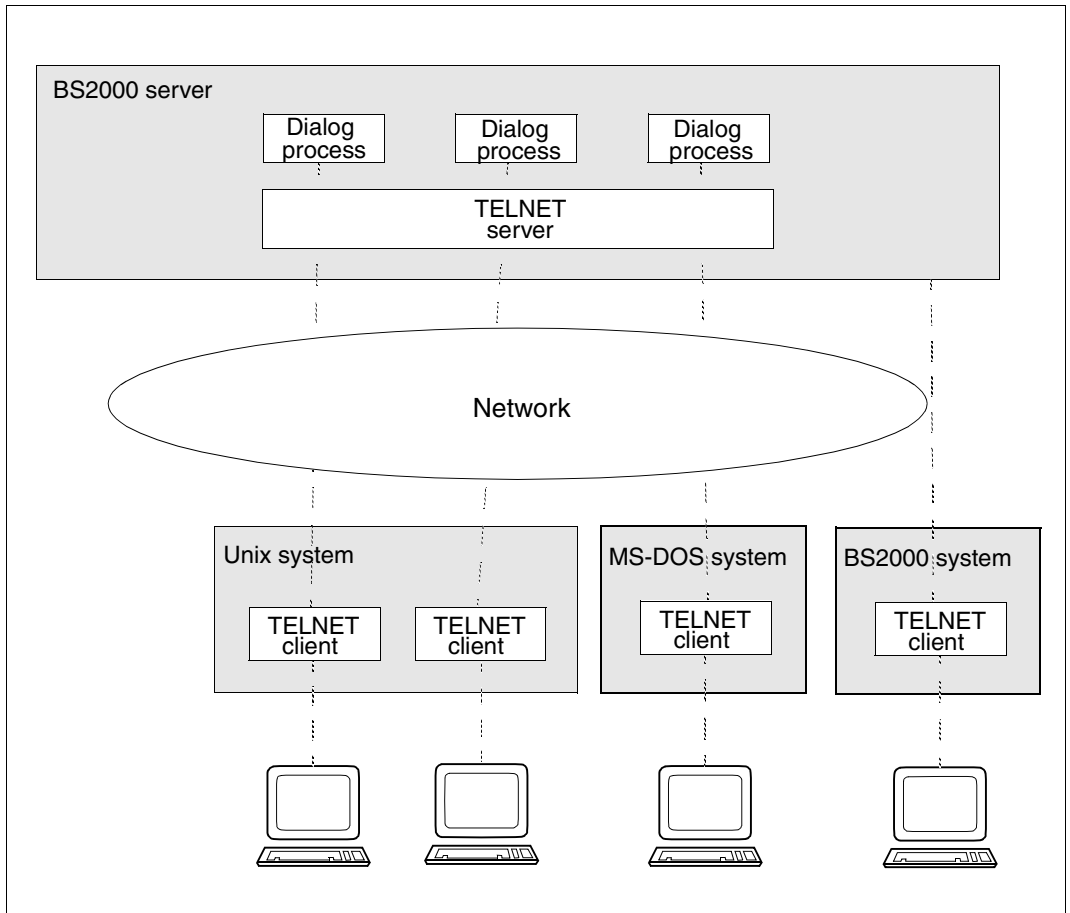 BS2000 server
Dialog
process
Dialog
process
Dialog
process
TELNET
server
Network
Unix system
MS-DOS system
BS2000 system
TELNET
client
TELNET
client
TELNET
client
TELNET
client